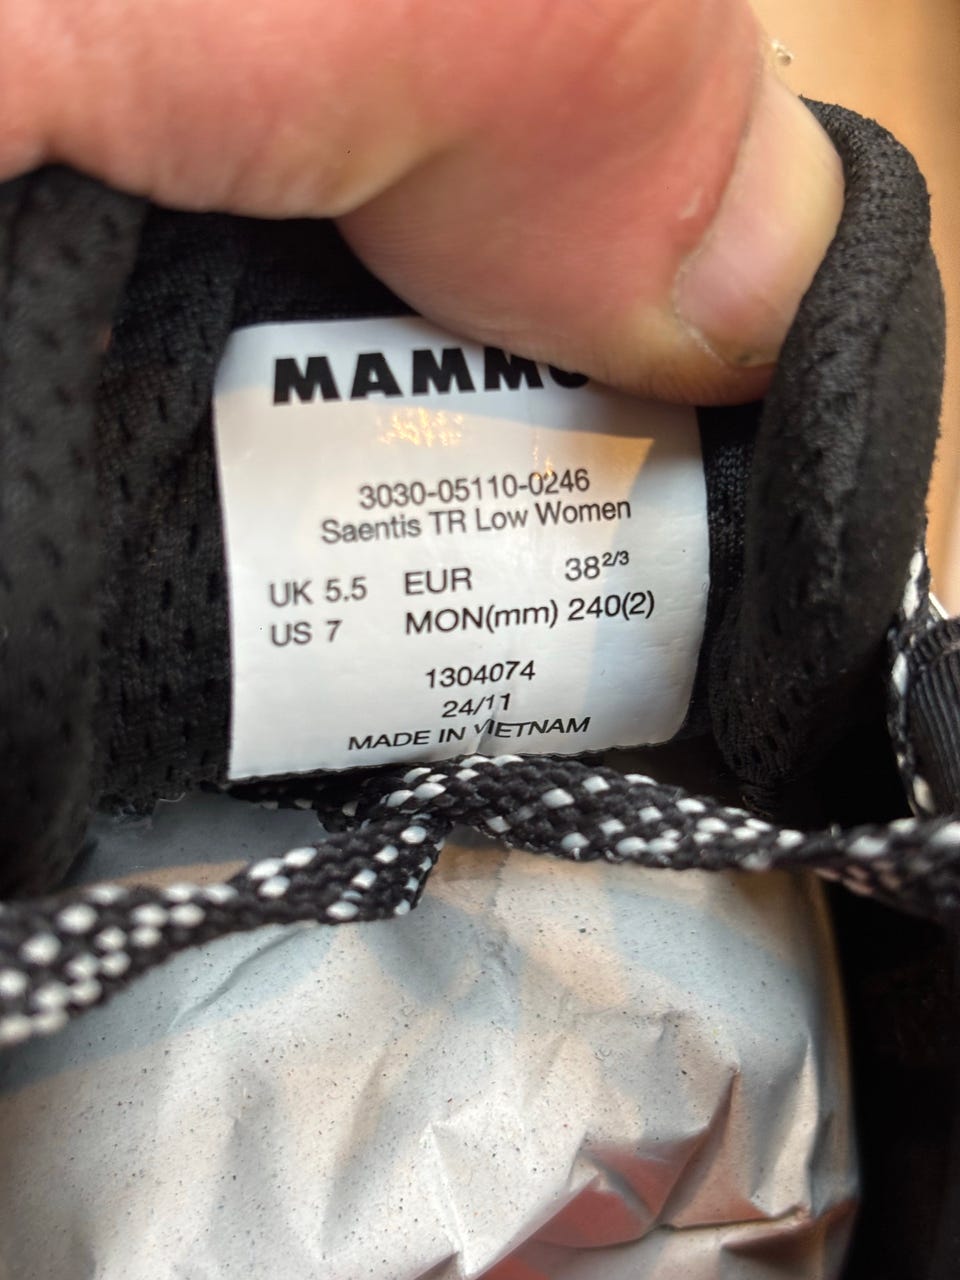 MAMMU
3030-05110-0246
Saentis TR Low Women
UK 5.5 EUR 38 2/3
US 7 MON(mm) 240(2)
1304074
24/11
MADE IN VIETNAM